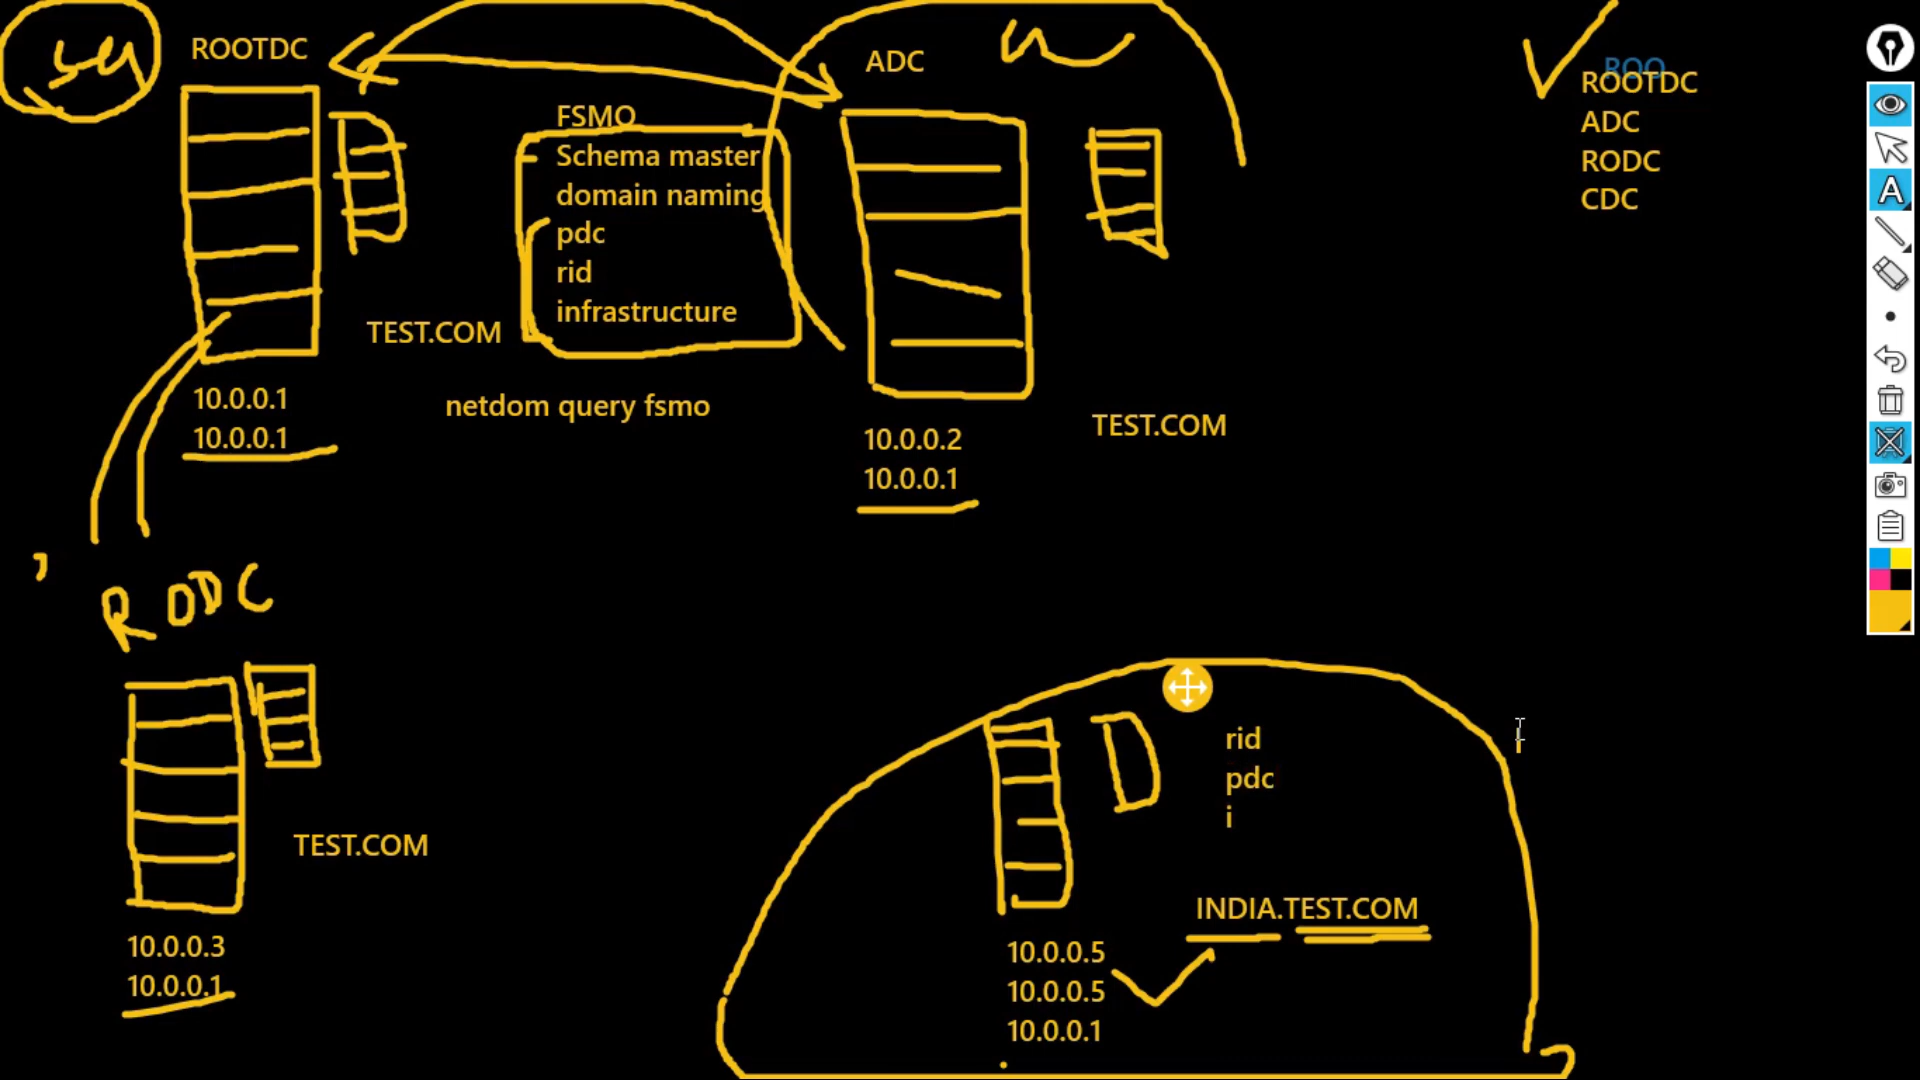 ROOTDC
ADC
FSMO
Schema master
domain naming
pdc
rid
infrastructure
TEST.COM
10.0.0.1
10.0.0.1
netdom query fsmo
10.0.0.2
10.0.0.1
TEST.COM
ROO
ROOTDC
ADC
RODC
CDC
RODC
TEST.COM
10.0.0.3
10.0.0.1
rid
pdc
i
INDIA.TEST.COM
10.0.0.5
10.0.0.5
10.0.0.1
A